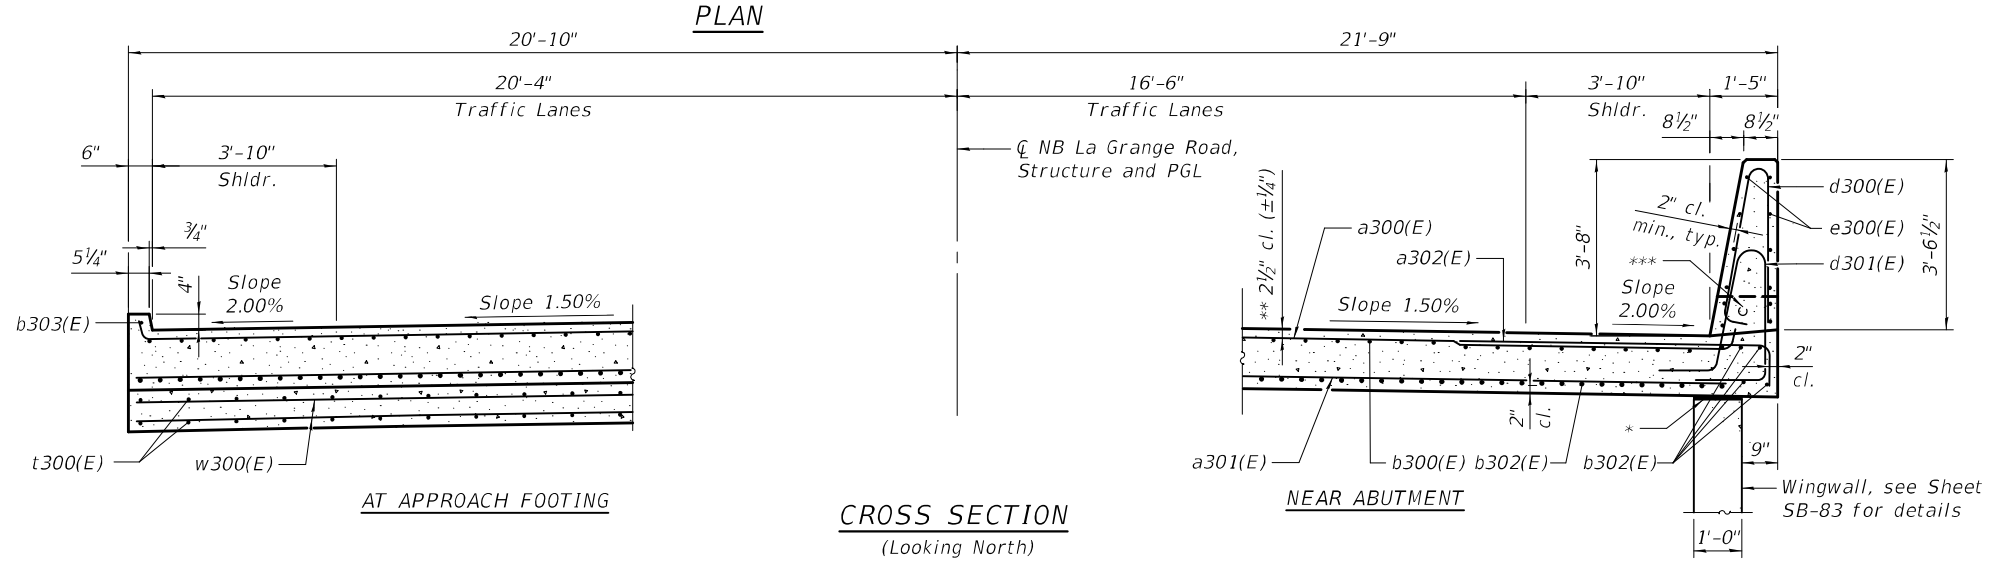 PLAN
20'-10"
21'-9"
20'-4"
Traffic Lanes
16'-6"
Traffic Lanes
3'-10"
Shldr.
1'-5"
8½"
8½"
6"
3'-10"
Shldr.
℄ NB La Grange Road,
Structure and PGL
¾"
5¼"
4"
Slope
2.00%
Slope 1.50%
b303(E)
** 2½" cl. (±¼")
a300(E)
a302(E)
Slope 1.50%
3'-8"
2" cl.
min., typ.
***
Slope
2.00%
d300(E)
e300(E)
d301(E)
3'-6½"
2"
cl.
2"
cl.
*
t300(E)
w300(E)
a301(E)
b300(E)
b302(E)
b302(E)
9"
AT APPROACH FOOTING
NEAR ABUTMENT
Wingwall, see Sheet
SB-83 for details
CROSS SECTION
(Looking North)
1'-0"